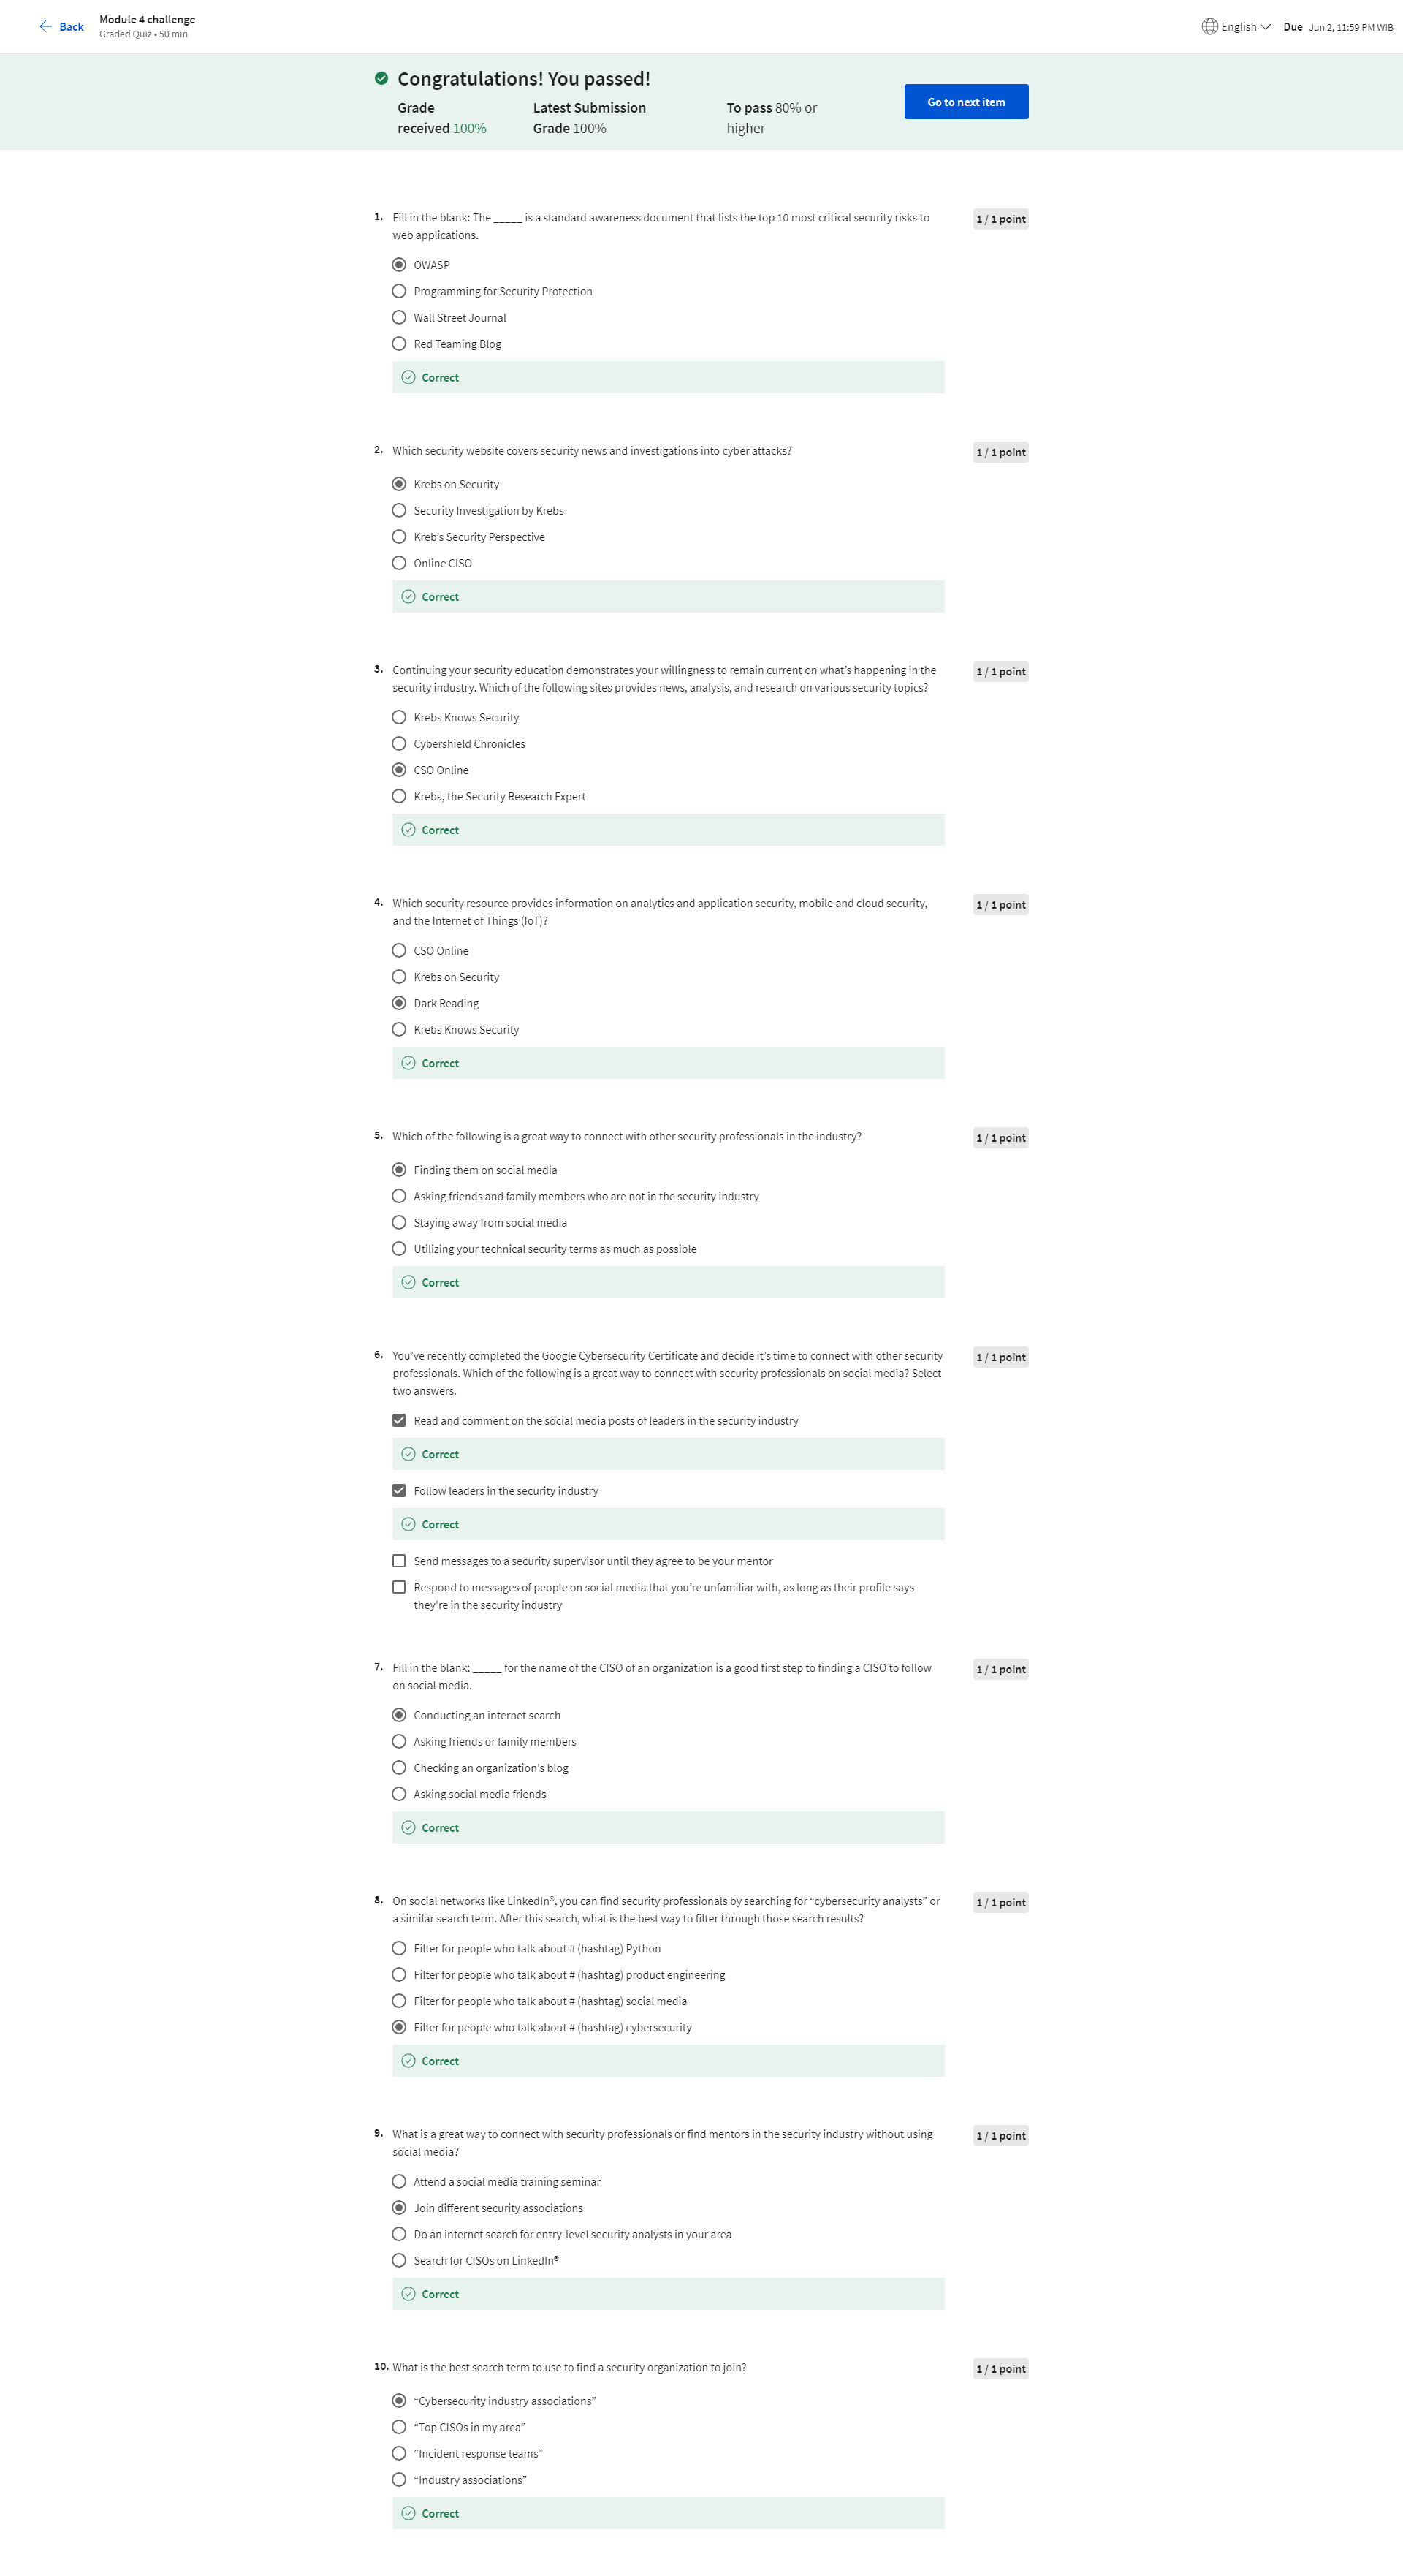 Back
Module 4 challenge
Graded Quiz • 50 min
English
Due Jun 2, 11:59 PM WIB
Congratulations! You passed!
Grade received 100%
Latest Submission Grade 100%
To pass 80% or higher
Go to next item
1. Fill in the blank: The _____ is a standard awareness document that lists the top 10 most critical security risks to
web applications.
1 / 1 point
OWASP
Programming for Security Protection
Wall Street Journal
Red Teaming Blog
Correct
2. Which security website covers security news and investigations into cyber attacks?
1 / 1 point
Krebs on Security
Security Investigation by Krebs
Kreb’s Security Perspective
Online CISO
Correct
3. Continuing your security education demonstrates your willingness to remain current on what’s happening in the
security industry. Which of the following sites provides news, analysis, and research on various security topics?
1 / 1 point
Krebs Knows Security
Cybershield Chronicles
CSO Online
Krebs, the Security Research Expert
Correct
4. Which security resource provides information on analytics and application security, mobile and cloud security,
and the Internet of Things (IoT)?
1 / 1 point
CSO Online
Krebs on Security
Dark Reading
Krebs Knows Security
Correct
5. Which of the following is a great way to connect with other security professionals in the industry?
1 / 1 point
Finding them on social media
Asking friends and family members who are not in the security industry
Staying away from social media
Utilizing your technical security terms as much as possible
Correct
6. You’ve recently completed the Google Cybersecurity Certificate and decide it’s time to connect with other security
professionals. Which of the following is a great way to connect with security professionals on social media? Select
two answers.
1 / 1 point
Read and comment on the social media posts of leaders in the security industry
Correct
Follow leaders in the security industry
Correct
Send messages to a security supervisor until they agree to be your mentor
Respond to messages of people on social media that you’re unfamiliar with, as long as their profile says
they're in the security industry
7. Fill in the blank: _____ for the name of the CISO of an organization is a good first step to finding a CISO to follow
on social media.
1 / 1 point
Conducting an internet search
Asking friends or family members
Checking an organization’s blog
Asking social media friends
Correct
8. On social networks like LinkedIn®, you can find security professionals by searching for “cybersecurity analysts” or
a similar search term. After this search, what is the best way to filter through those search results?
1 / 1 point
Filter for people who talk about # (hashtag) Python
Filter for people who talk about # (hashtag) product engineering
Filter for people who talk about # (hashtag) social media
Filter for people who talk about # (hashtag) cybersecurity
Correct
9. What is a great way to connect with security professionals or find mentors in the security industry without using
social media?
1 / 1 point
Attend a social media training seminar
Join different security associations
Do an internet search for entry-level security analysts in your area
Search for CISOs on LinkedIn®
Correct
10. What is the best search term to use to find a security organization to join?
1 / 1 point
“Cybersecurity industry associations”
“Top CISOs in my area”
“Incident response teams”
“Industry associations”
Correct